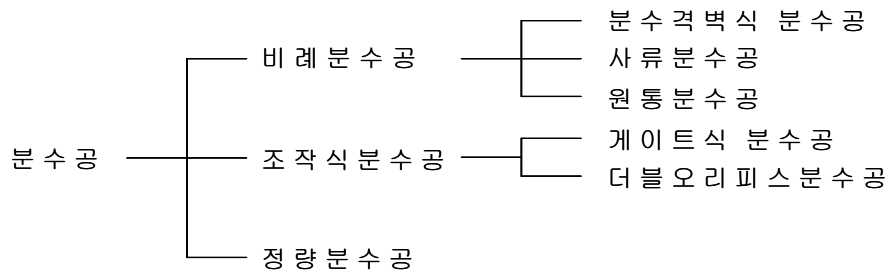 분수격벽식 분수공
비례분수공
사류분수공
원통분수공
게이트식 분수공
분수공
조작식분수공
더블오리피스분수공
정량분수공